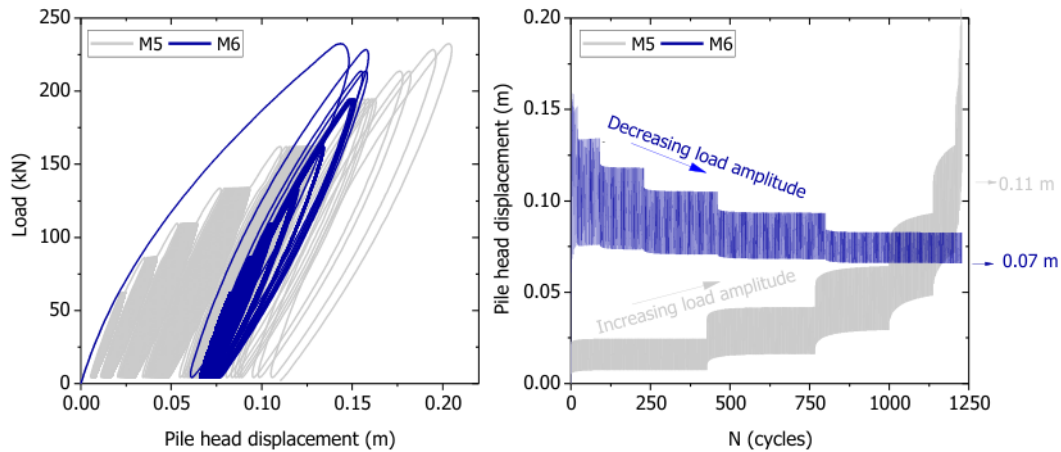 M5 M6
250
200
150
100
50
0
Load (kN)
0.00 0.05 0.10 0.15 0.20
Pile head displacement (m)
M5 M6
0.20
0.15
0.10
0.05
0.00
Pile head displacement (m)
Decreasing load amplitude
Increasing load amplitude
0.11 m
0.07 m
0 250 500 750 1000 1250
N (cycles)